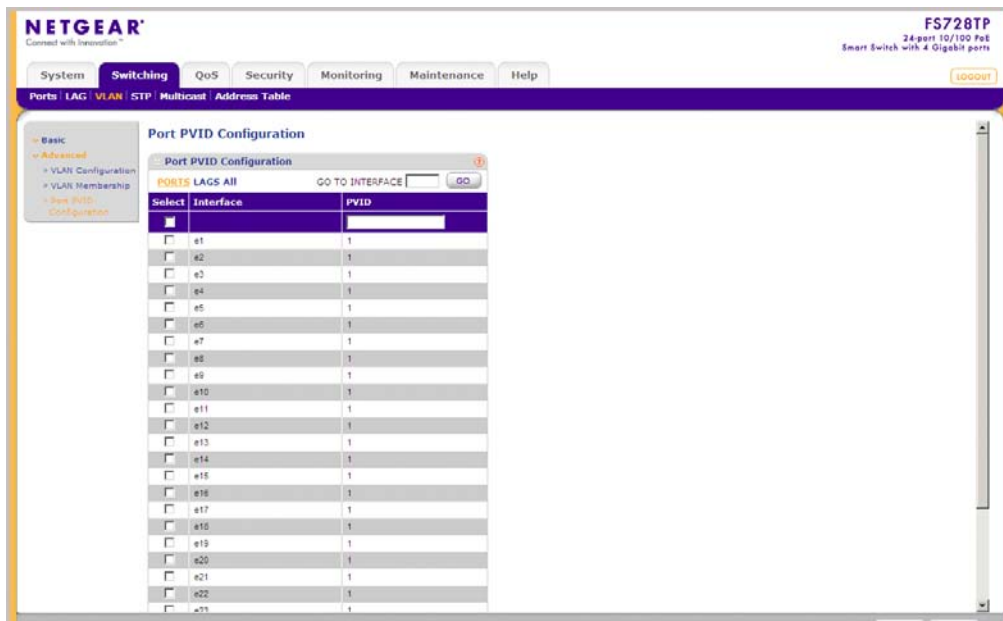 NETGEAR
Connect with Innovation™
FS728TP
24-port 10/100 PoE
Smart Switch with 4 Gigabit ports
System Switching QoS Security Monitoring Maintenance Help LOGOUT
Ports LAG VLAN STP Multicast Address Table
Basic
Advanced
VLAN Configuration
VLAN Membership
Port PVID
Configuration
Port PVID Configuration
Port PVID Configuration ?
PORTS LAGS All GO TO INTERFACE GO
Select Interface PVID
e1 1
e2 1
e3 1
e4 1
e5 1
e6 1
e7 1
e8 1
e9 1
e10 1
e11 1
e12 1
e13 1
e14 1
e15 1
e16 1
e17 1
e18 1
e19 1
e20 1
e21 1
e22 1
e23 1